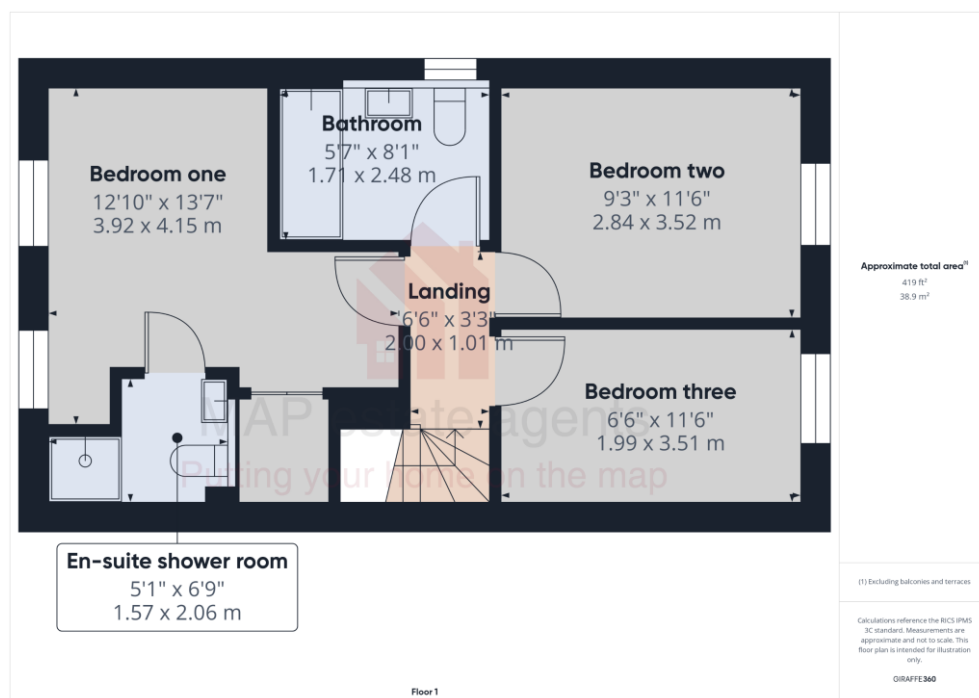 Bathroom
5'7" x 8'1"
1.71 x 2.48 m
Bedroom one
12'10" x 13'7"
3.92 x 4.15 m
Bedroom two
9'3" x 11'6"
2.84 x 3.52 m
Landing
6'6" x 3'3"
2.00 x 1.01 m
Bedroom three
6'6" x 11'6"
1.99 x 3.51 m
MAP estate agents
Putting your home on the map
En-suite shower room
5'1" x 6'9"
1.57 x 2.06 m
Floor 1
Approximate total area(1)
419 ft²
38.9 m²
(1) Excluding balconies and terraces
Calculations reference the RICS IPMS
3C standard. Measurements are
approximate and not to scale. This
floor plan is intended for illustration
only.
GIRAFFE360